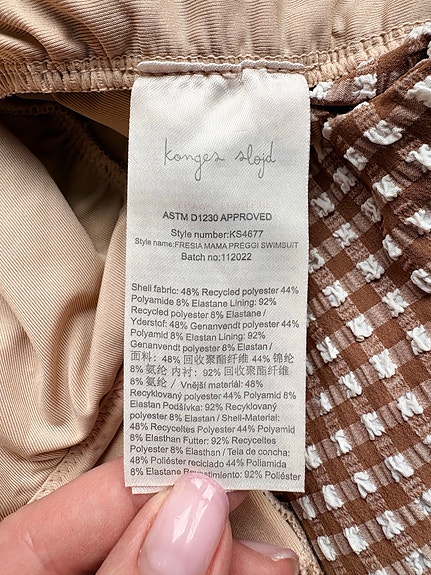 konges sløjd
ASTM D1230 APPROVED
Style number:KS4677
Style name:FRESIA MAMA PREGGI SWIMSUIT
Batch no:112022
Shell fabric: 48% Recycled polyester 44%
Polyamide 8% Elastane Lining: 92%
Recycled polyester 8% Elastane /
Yderstof: 48% Genanvendt polyester 44%
Polyamid 8% Elastan Lining: 92%
Genanvendt polyester 8% Elastan /
面料: 48% 回收聚酯纤维 44% 锦纶
8% 氨纶 内衬: 92% 回收聚酯纤维
8% 氨纶 / Vnější materiál: 48%
Recyklovaný polyester 44% Polyamid 8%
Elastan Podšívka: 92% Recyklovaný
polyester 8% Elastan / Shell-Material:
48% Recyceltes Polyester 44% Polyamid
8% Elasthan Futter: 92% Recyceltes
Polyester 8% Elasthan / Tela de concha:
48% Poliéster reciclado 44% Poliamida
8% Elastane Revestimiento: 92% Poliéster